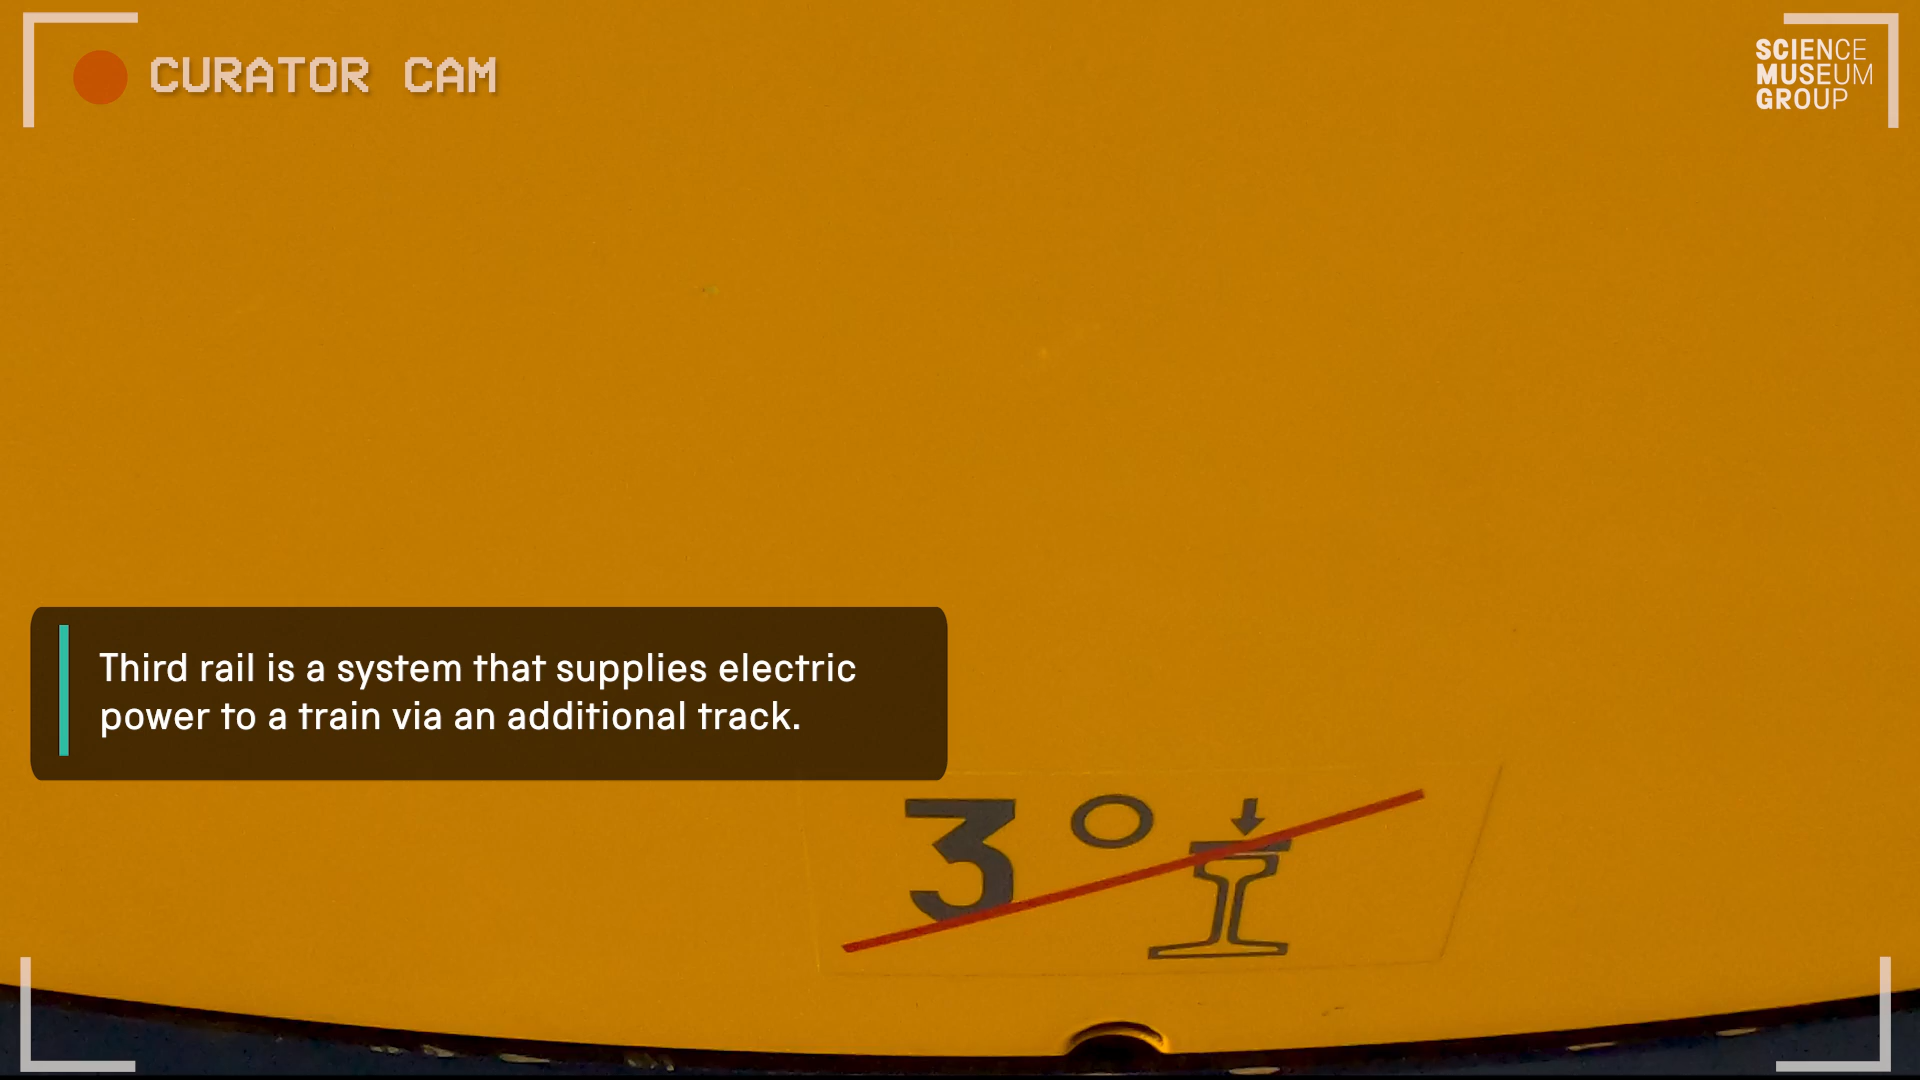 CURATOR CAM
SCIENCE
MUSEUM
GROUP
Third rail is a system that supplies electric
power to a train via an additional track.
3°